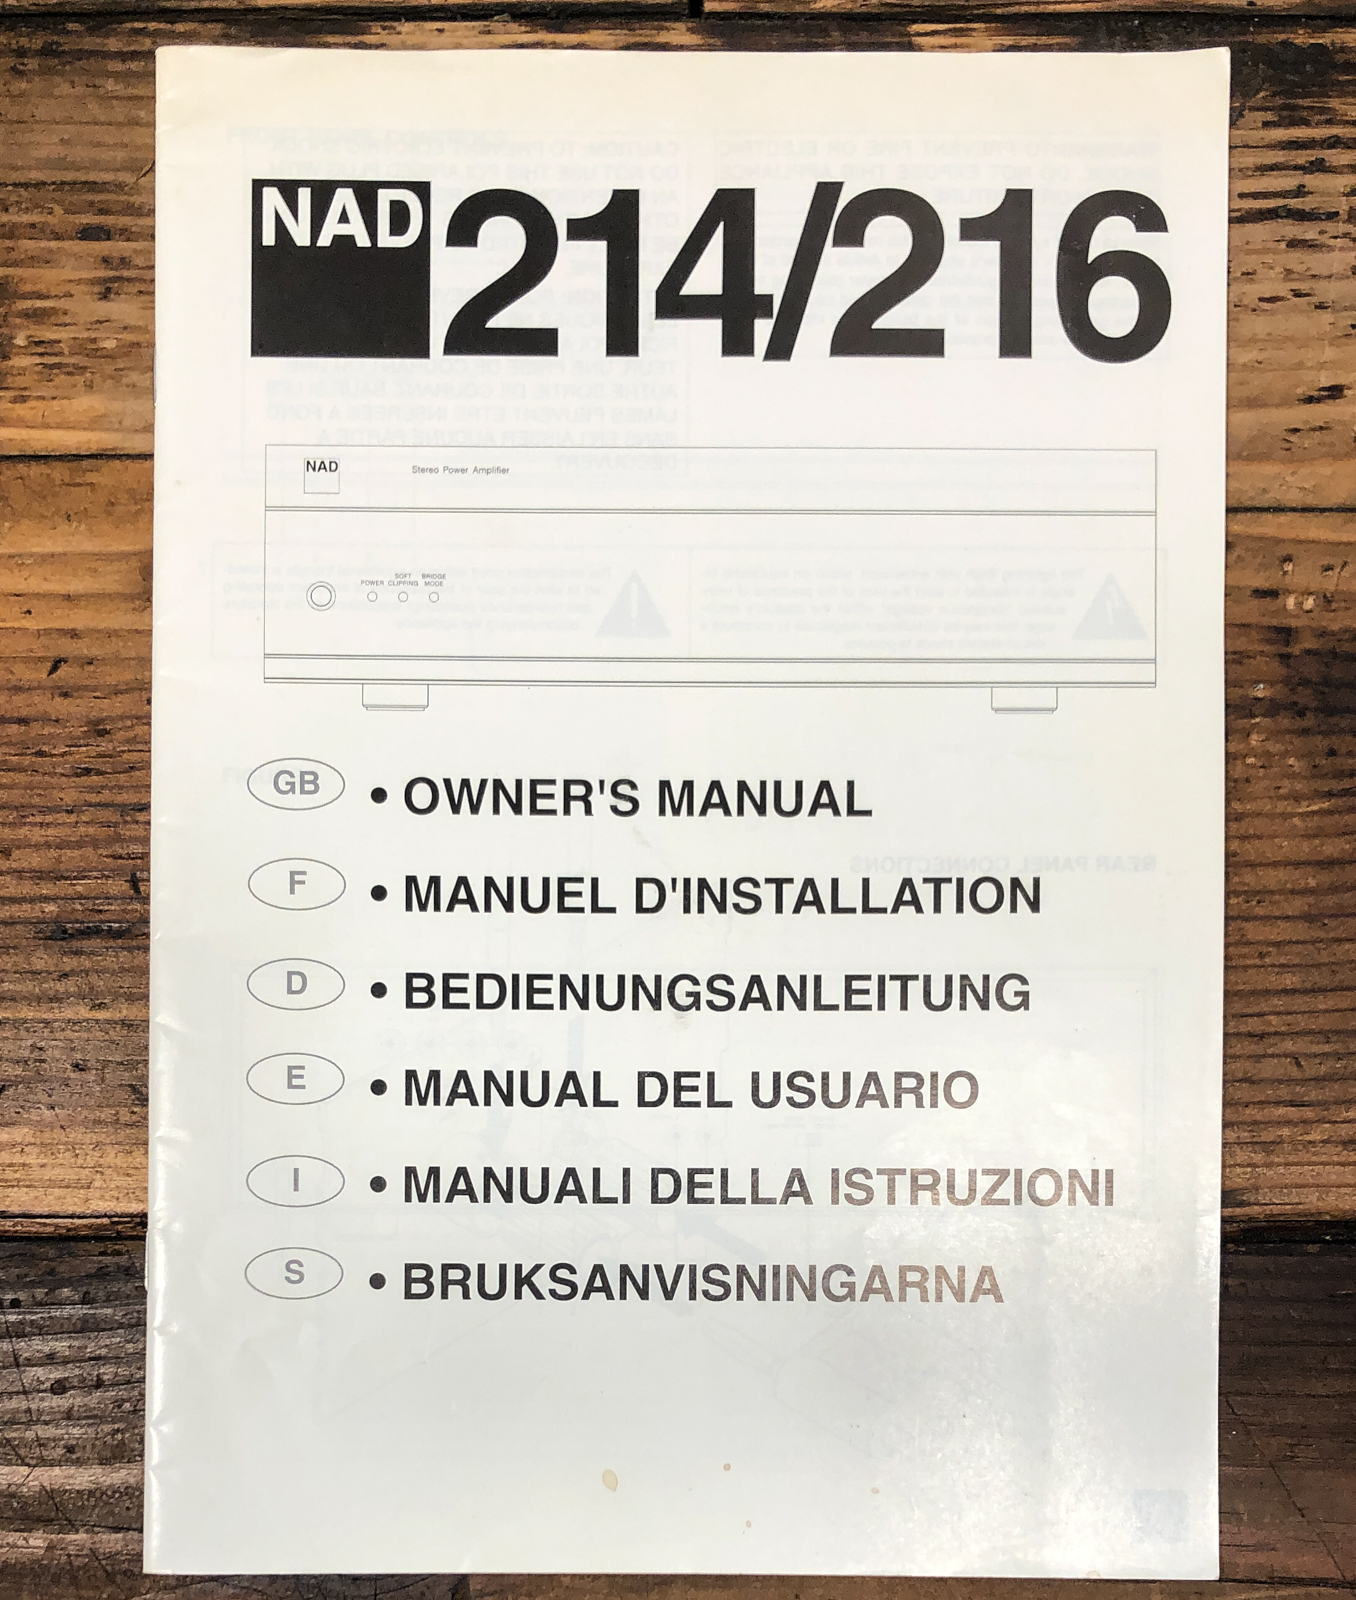 NAD 214/216
NAD Stereo Power Amplifier
SOFT BRIDGE
POWER CLIPPING MODE
GB • OWNER'S MANUAL
F • MANUEL D'INSTALLATION
D • BEDIENUNGSANLEITUNG
E • MANUAL DEL USUARIO
I • MANUALI DELLA ISTRUZIONI
S • BRUKSANVISNINGARNA